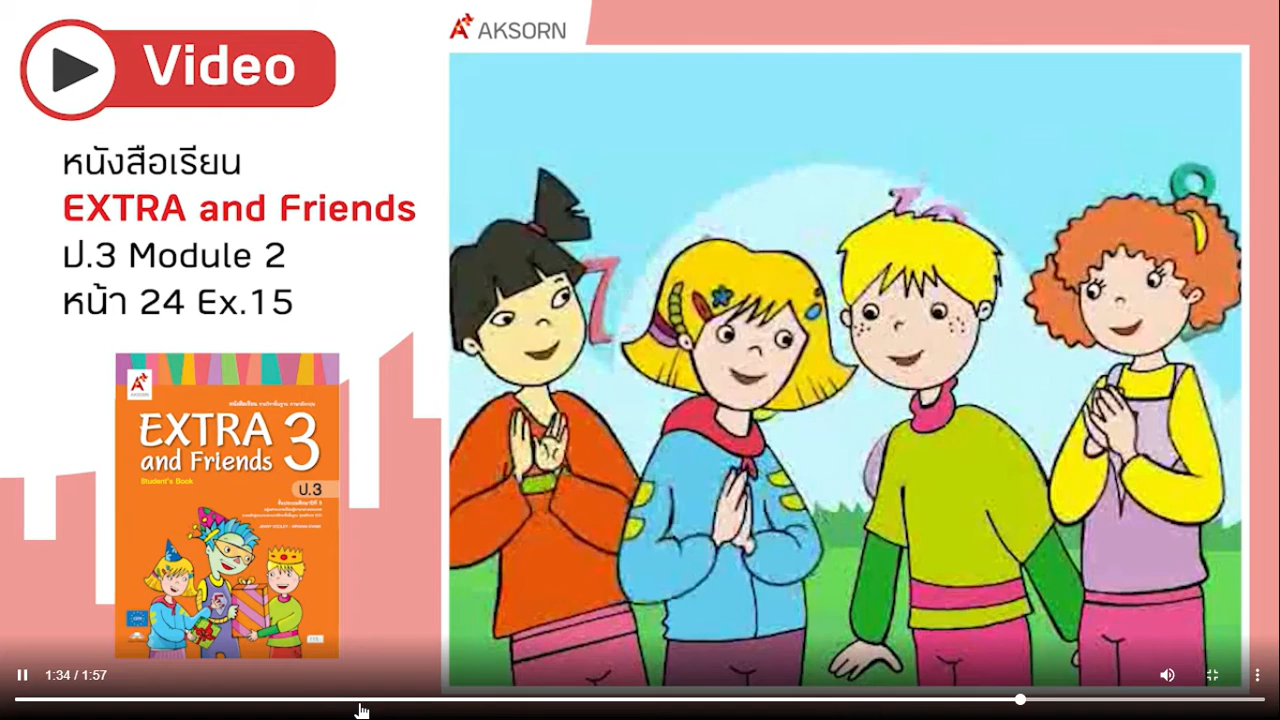 Video
AKSORN
หนังสือเรียน
EXTRA and Friends
ป.3 Module 2
หน้า 24 Ex.15
AKSORN
EXTRA 3
and Friends
Student's Book
ป.3
1:34 / 1:57